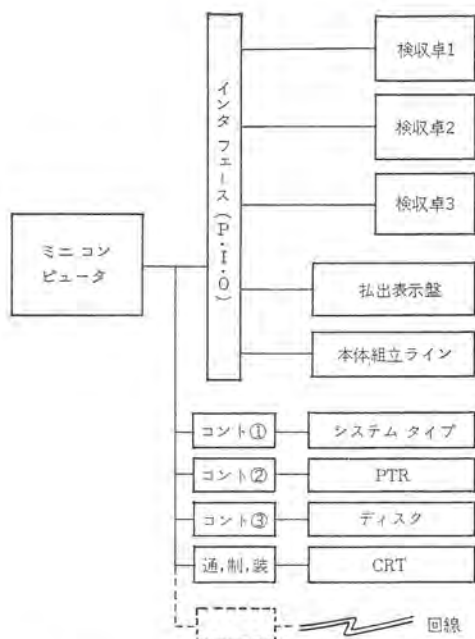 検収卓1
検収卓2
検収卓3
インタフェース(P・I・O)
ミニコン
ピュータ
払出表示盤
本体組立ライン
コント① システム タイプ
コント② PTR
コント③ ディスク
通,制,装 CRT
回線